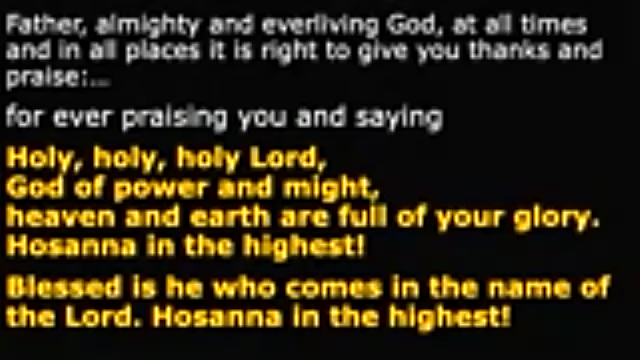 Father, almighty and everliving God, at all times
and in all places it is right to give you thanks and
praise:...
for ever praising you and saying
Holy, holy, holy Lord,
God of power and might,
heaven and earth are full of your glory.
Hosanna in the highest!
Blessed is he who comes in the name of
the Lord. Hosanna in the highest!